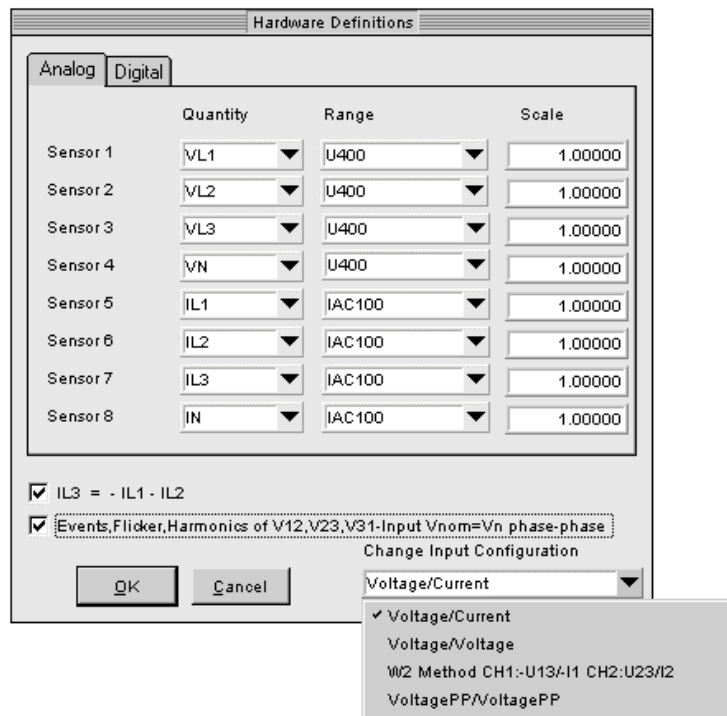 Hardware Definitions
Analog Digital
Quantity Range Scale
Sensor 1 VL1 U400 1.00000
Sensor 2 VL2 U400 1.00000
Sensor 3 VL3 U400 1.00000
Sensor 4 VN U400 1.00000
Sensor 5 IL1 IAC100 1.00000
Sensor 6 IL2 IAC100 1.00000
Sensor 7 IL3 IAC100 1.00000
Sensor 8 IN IAC100 1.00000
IL3 = - IL1 - IL2
Events,Flicker,Harmonics of V12,V23,V31-Input Vnom=Vn phase-phase
Change Input Configuration
OK Cancel Voltage/Current
✓ Voltage/Current
Voltage/Voltage
W2 Method CH1:-U13/-I1 CH2:U23/I2
VoltagePP/VoltagePP